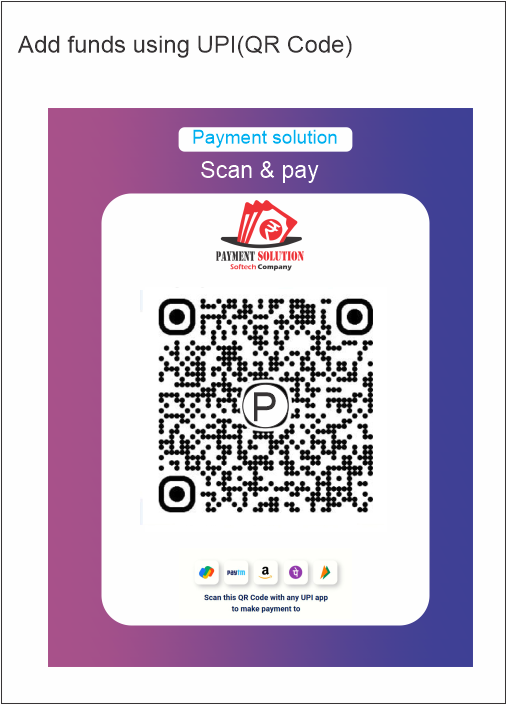 Add funds using UPI(QR Code)
Payment solution
Scan & pay
PAYMENT SOLUTION
Softech Company
P
paytm
a
Scan this QR Code with any UPI app
to make payment to